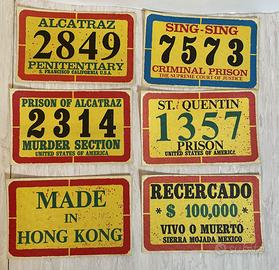 ALCATRAZ
2849
PENITENTIARY
S. FRANCISCO CALIFORNIA U.S.A.
SING-SING
7573
CRIMINAL PRISON
THE SUPREME COURT OF JUSTICE
PRISON OF ALCATRAZ
2314
MURDER SECTION
UNITED STATES OF AMERICA
ST. QUENTIN
1357
PRISON
UNITED STATES OF AMERICA
MADE
IN
HONG KONG
RECERCADO
* $ 100,000 *
VIVO O MUERTO
SIERRA MOJADA MEXICO